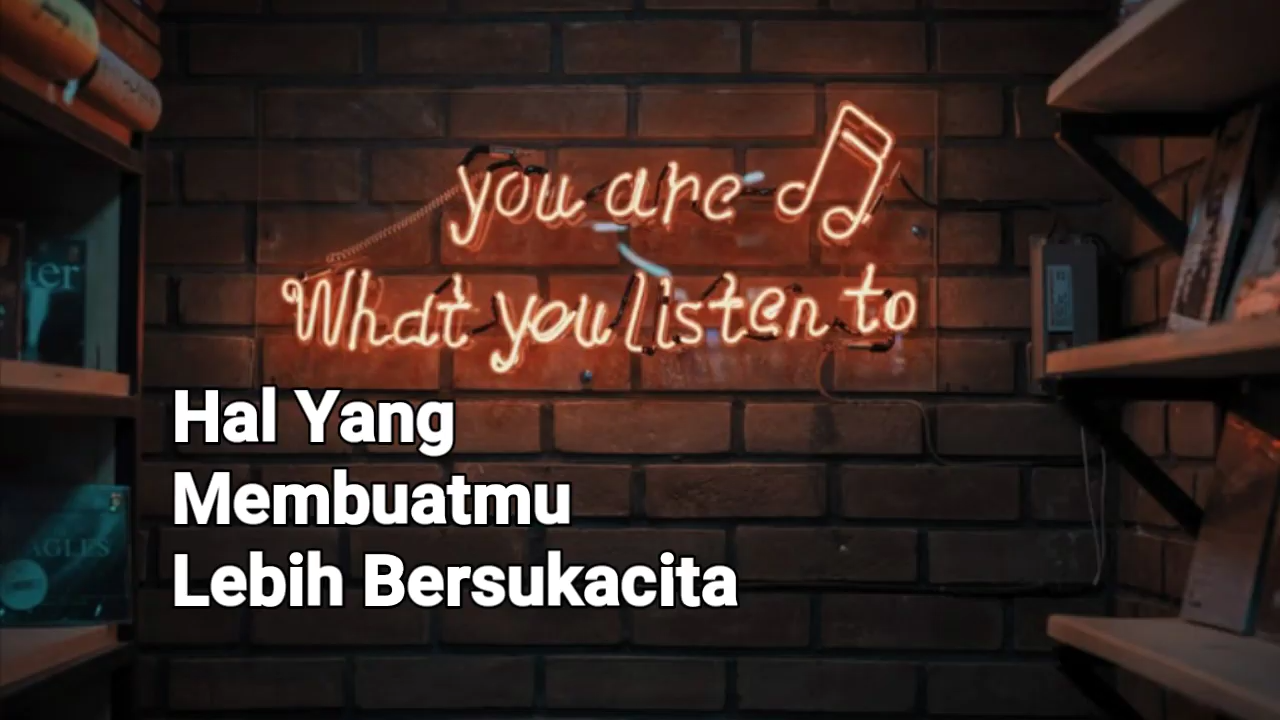 you are
What you listen to
Hal Yang
Membuatmu
Lebih Bersukacita